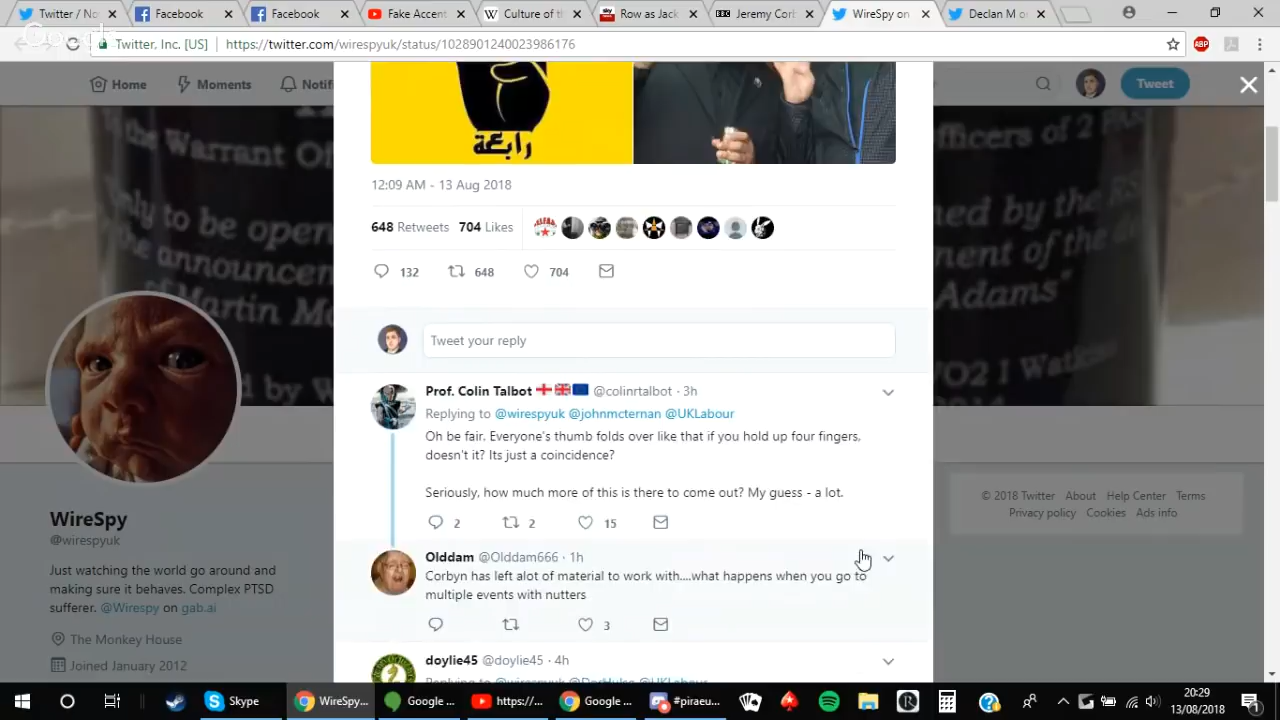 Twitter / No
Facebook
Facebook
Fake Accent
Culture of th
Row as Jack
Jeremy Corb
WireSpy on
Declan M on
Twitter, Inc. [US]
https://twitter.com/wirespyuk/status/1028901240023986176
Home
Moments
Notifi
Tweet
رابعة
12:09 AM - 13 Aug 2018
648 Retweets 704 Likes
132
648
704
Tweet your reply
Prof. Colin Talbot @colinrtalbot · 3h
Replying to @wirespyuk @johnmcternan @UKLabour
Oh be fair. Everyone's thumb folds over like that if you hold up four fingers,
doesn't it? Its just a coincidence?
Seriously, how much more of this is there to come out? My guess - a lot.
2
2
15
Olddam @Olddam666 · 1h
Corbyn has left alot of material to work with....what happens when you go to
multiple events with nutters
3
doylie45 @doylie45 · 4h
Replying to @wirespyuk @DarHulse @UKLabour
WireSpy
@wirespyuk
Just watching the world go around and
making sure it behaves. Complex PTSD
sufferer. @Wirespy on gab.ai
The Monkey House
Joined January 2012
© 2018 Twitter About Help Center Terms
Privacy policy Cookies Ads info
Skype
WireSpy...
Google ...
https:/...
Google ...
#piraeu...
20:29
13/08/2018